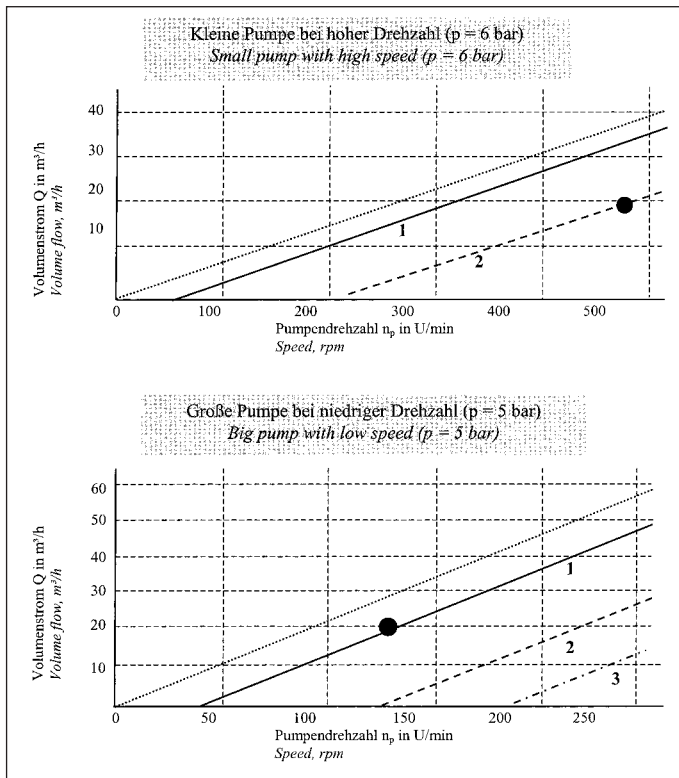 Kleine Pumpe bei hoher Drehzahl (p = 6 bar)
Small pump with high speed (p = 6 bar)
Volumenstrom Q in m³/h
Volume flow, m³/h
40
30
20
10
1
2
0
100
200
300
400
500
Pumpendrehzahl nₚ in U/min
Speed, rpm
Große Pumpe bei niedriger Drehzahl (p = 5 bar)
Big pump with low speed (p = 5 bar)
Volumenstrom Q in m³/h
Volume flow, m³/h
60
50
40
30
20
10
1
2
3
0
50
100
150
200
250
Pumpendrehzahl nₚ in U/min
Speed, rpm